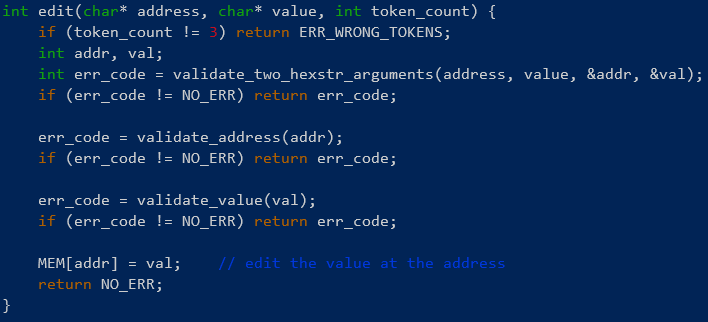 int edit(char* address, char* value, int token_count) {
    if (token_count != 3) return ERR_WRONG_TOKENS;
    int addr, val;
    int err_code = validate_two_hexstr_arguments(address, value, &addr, &val);
    if (err_code != NO_ERR) return err_code;

    err_code = validate_address(addr);
    if (err_code != NO_ERR) return err_code;

    err_code = validate_value(val);
    if (err_code != NO_ERR) return err_code;

    MEM[addr] = val;    // edit the value at the address
    return NO_ERR;
}